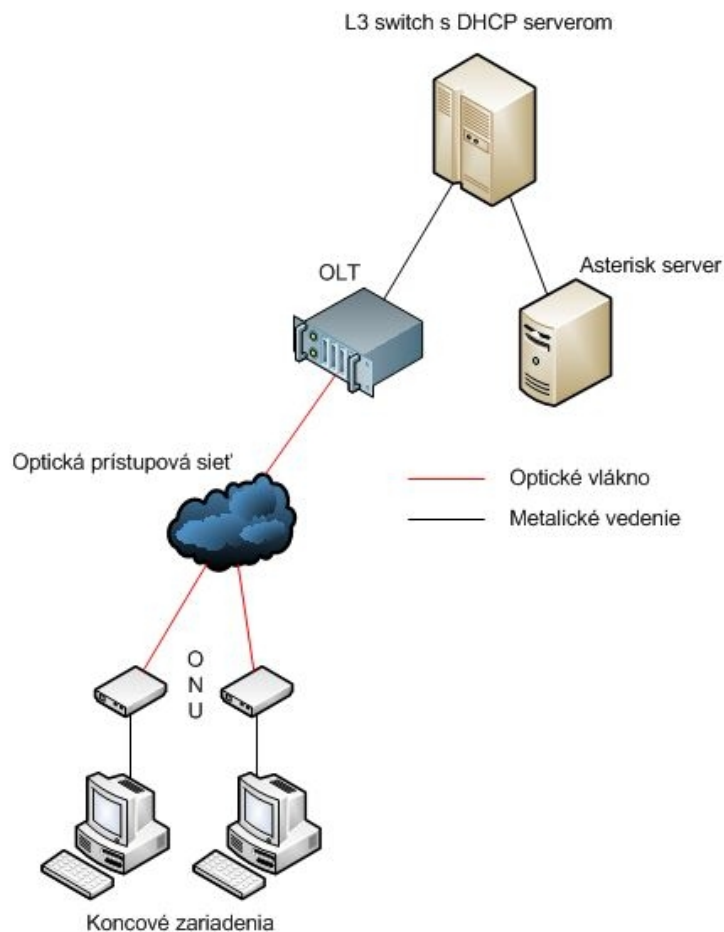 L3 switch s DHCP serverom
OLT
Asterisk server
Optická prístupová sieť
Optické vlákno
Metalické vedenie
O
N
U
Koncové zariadenia